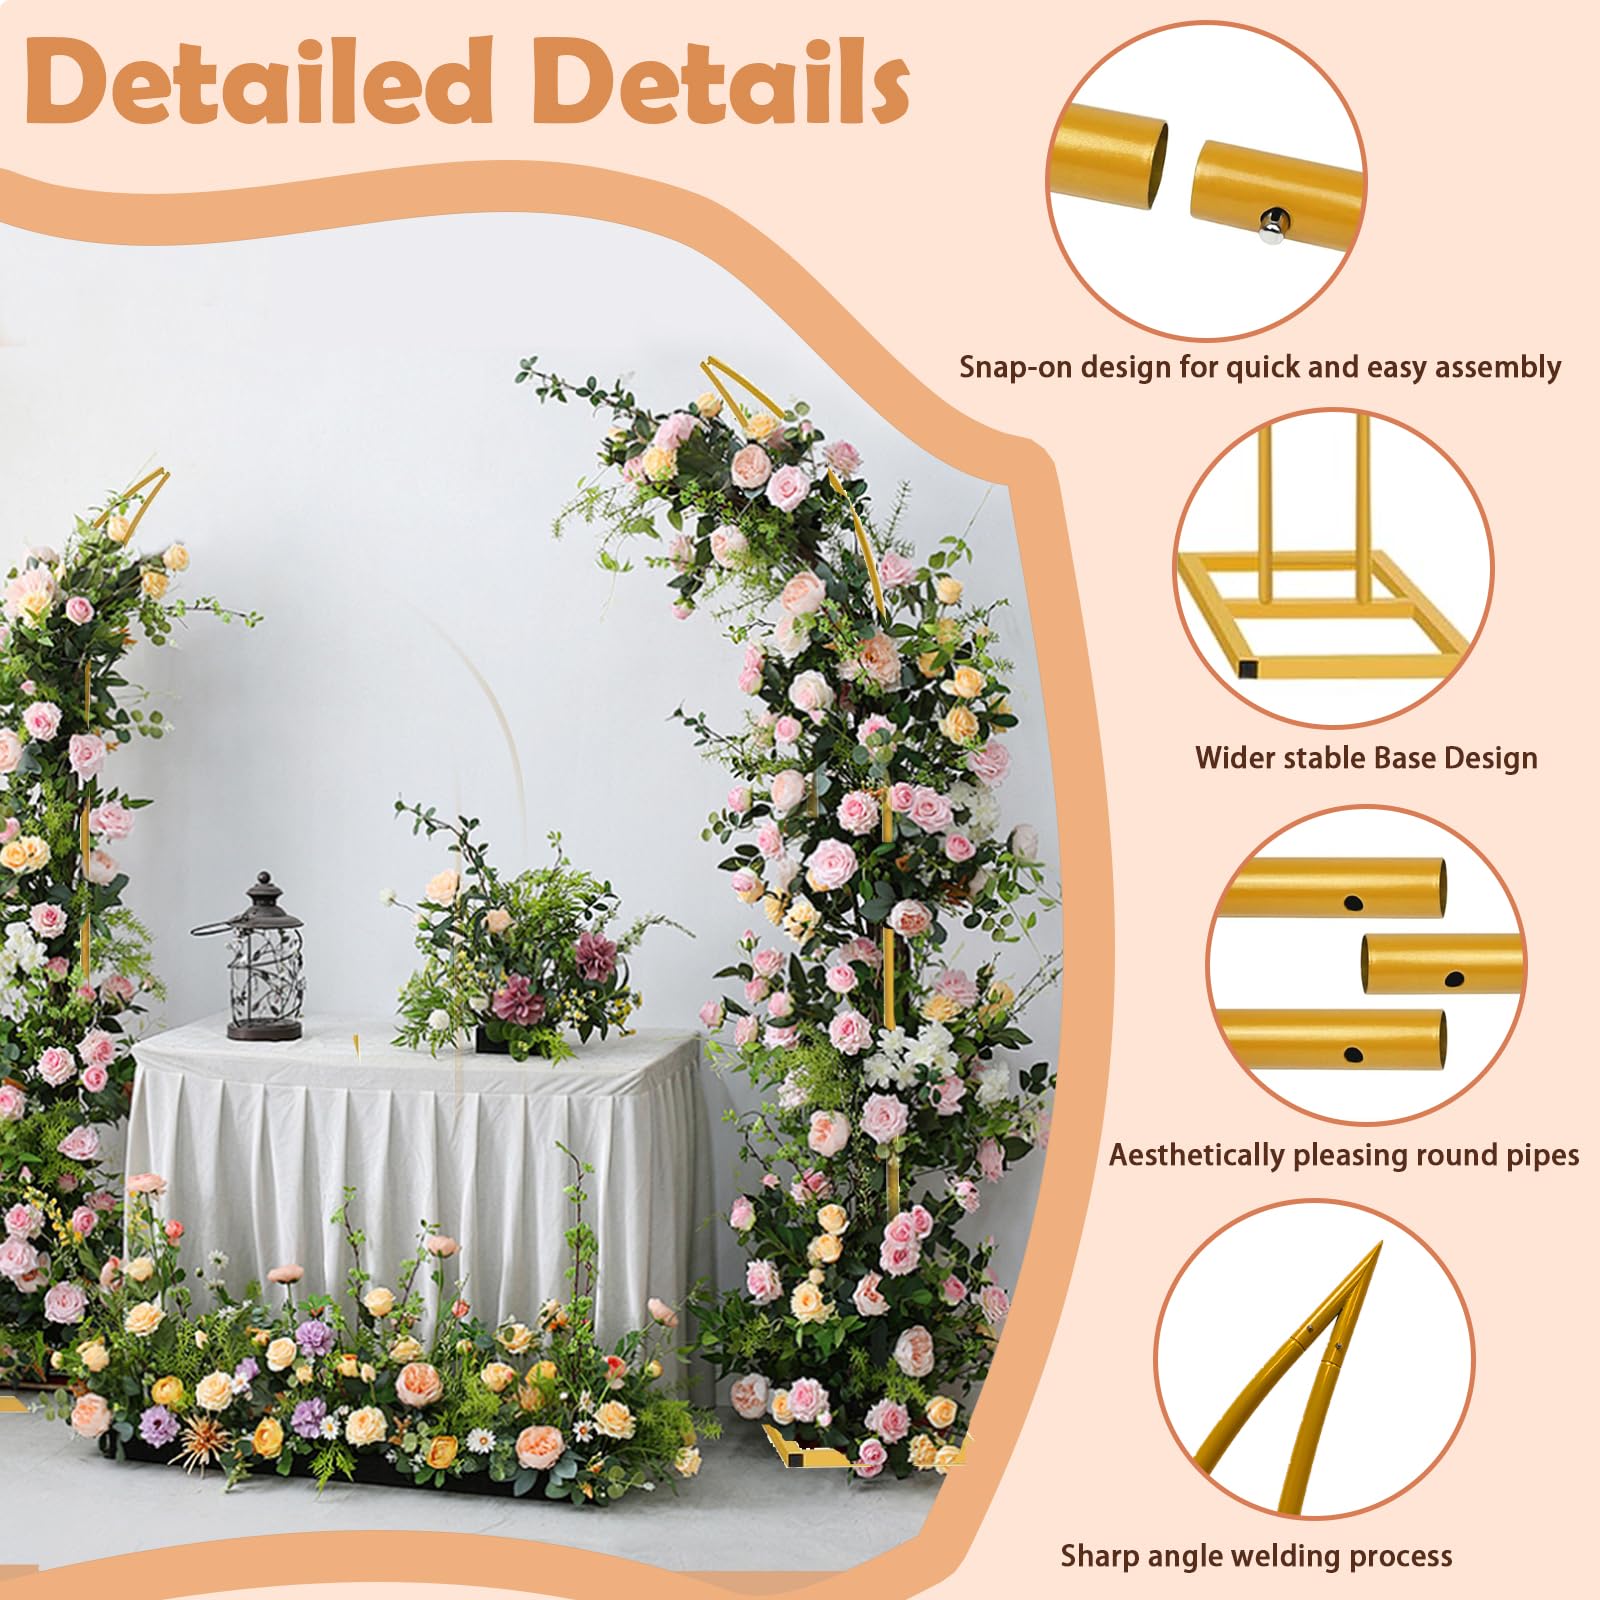 Detailed Details
Snap-on design for quick and easy assembly
Wider stable Base Design
Aesthetically pleasing round pipes
Sharp angle welding process